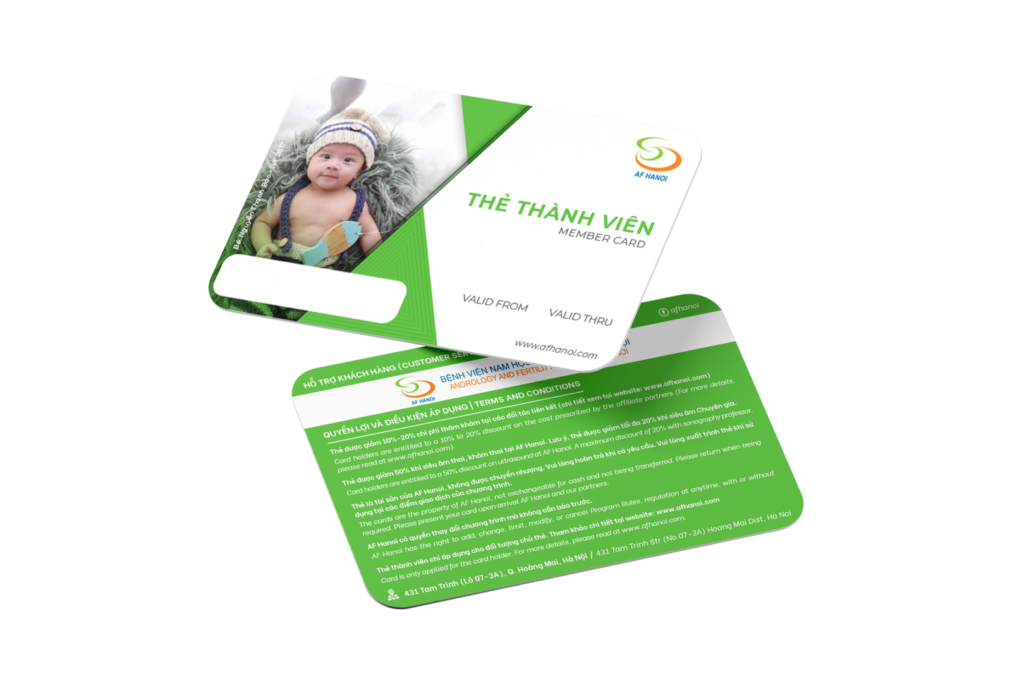 AF HANOI
THẺ THÀNH VIÊN
MEMBER CARD
VALID FROM
VALID THRU
www.afhanoi.com
Bé Nguyễn Thanh
afhanoi
HỖ TRỢ KHÁCH HÀNG (CUSTOMER
BỆNH VIỆN NAM HỌC
ANDROLOGY AND FERTILITY
AF HANOI
QUYỀN LỢI VÀ ĐIỀU KIỆN ÁP DỤNG | TERMS AND CONDITIONS
Thẻ được giảm 10%-20% chi phí thăm khám tại các đối tác liên kết (chi tiết xem tại website: www.afhanoi.com)
Card holders are entitled to a 10% to 20% discount on the cost prescribed by the affiliate partners (For more details,
please read at www.afhanoi.com).
Thẻ được giảm 50% khi siêu âm thai, khám thai tại AF Hanoi. Lưu ý, thẻ được giảm tối đa 20% khi siêu âm Chuyên gia.
Card holders are entitled to a 50% discount on ultrasound at AF Hanoi. A maximum discount of 20% with sonography professor.
Thẻ là tài sản của AF Hanoi, không được chuyển nhượng. Vui lòng hoàn trả khi có yêu cầu. Vui lòng xuất trình thẻ khi sử
dụng tại các điểm giao dịch của chương trình.
The cards are the property of AF Hanoi, not exchangeable for cash and not being transferred. Please return when being
required. Please present your card upon arrival AF Hanoi and our partners.
AF Hanoi có quyền thay đổi chương trình mà không cần báo trước.
AF Hanoi has the right to add, change, limit, modify, or cancel Program Rules, regulation at anytime, with or without
Thẻ thành viên chỉ áp dụng cho đối tượng chủ thẻ. Tham khảo chi tiết tại website: www.afhanoi.com
Card is only applied for the card holder. For more details, please read at www.afhanoi.com.
431 Tam Trinh (Lô 07-3A), Q. Hoàng Mai, Hà Nội / 431 Tam Trinh Str (No 07-3A) Hoang Mai Dist, Ha Noi